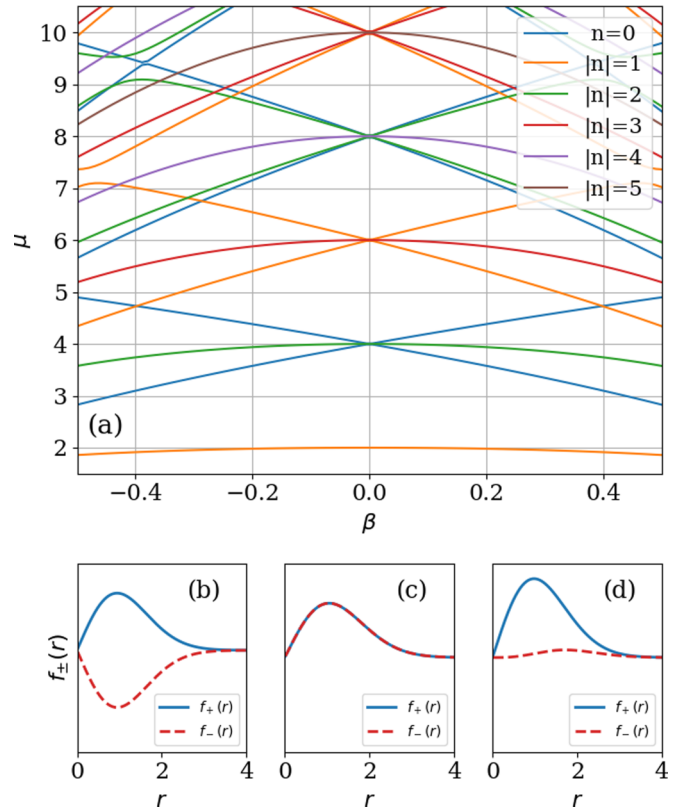 10
9
8
7
6
5
4
3
2
μ
n=0
|n|=1
|n|=2
|n|=3
|n|=4
|n|=5
(a)
−0.4 −0.2 0.0 0.2 0.4
β
(b) (c) (d)
f±(r)
f+(r) f+(r) f+(r)
f−(r) f−(r) f−(r)
0 2 4 0 2 4 0 2 4
r r r